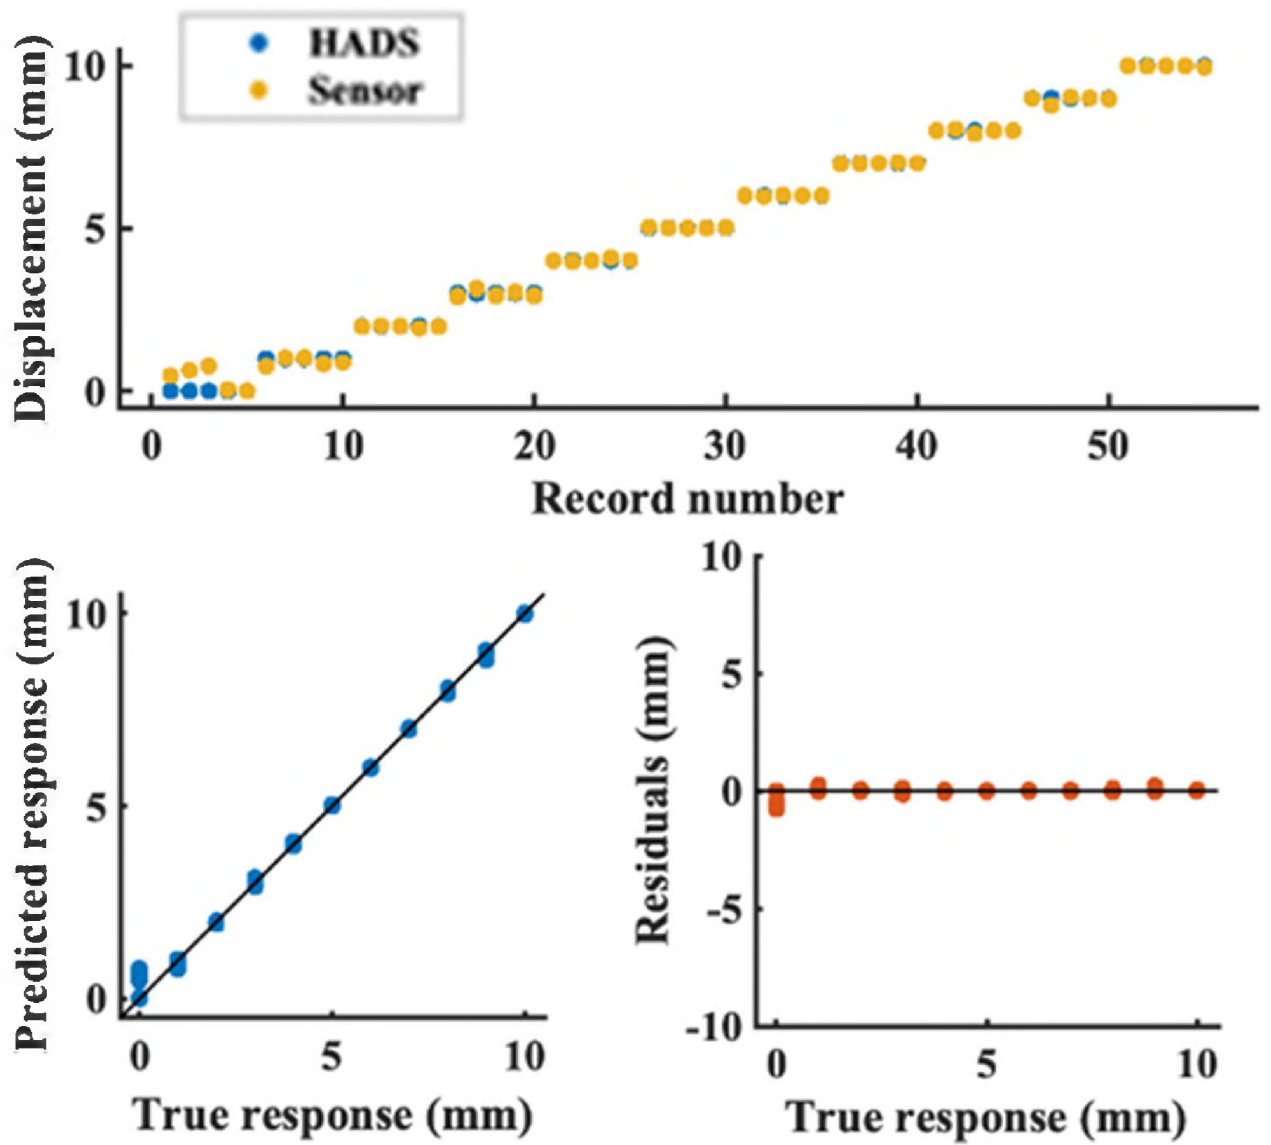 HADS
Sensor
Displacement (mm)
10
5
0
0 10 20 30 40 50
Record number
Predicted response (mm)
10
5
0
0 5 10
True response (mm)
Residuals (mm)
10
5
0
-5
-10
0 5 10
True response (mm)